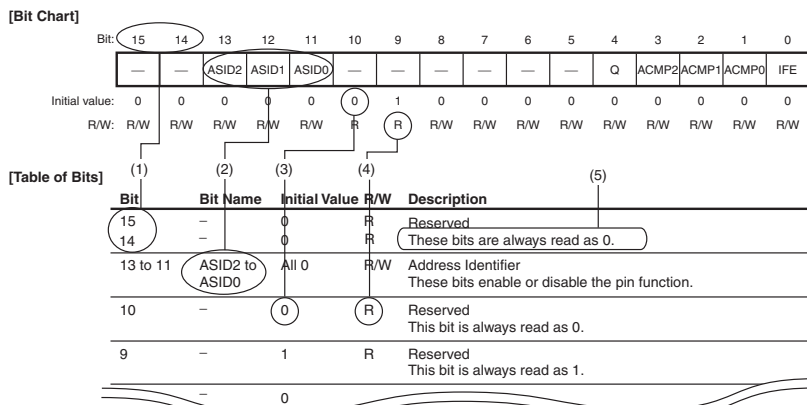 [Bit Chart]
Bit: 15 14 13 12 11 10 9 8 7 6 5 4 3 2 1 0
— — ASID2 ASID1 ASID0 — — — — — — Q ACMP2 ACMP1 ACMP0 IFE
Initial value: 0 0 0 0 0 0 1 0 0 0 0 0 0 0 0 0
R/W: R/W R/W R/W R/W R/W R R R/W R/W R/W R/W R/W R/W R/W R/W R/W
(1) (2) (3) (4) (5)
[Table of Bits]
Bit Bit Name Initial Value R/W Description
15 – 0 R Reserved
14 – 0 R These bits are always read as 0.
13 to 11 ASID2 to All 0 R/W Address Identifier
ASID0 These bits enable or disable the pin function.
10 – 0 R Reserved
This bit is always read as 0.
9 – 1 R Reserved
This bit is always read as 1.
– 0